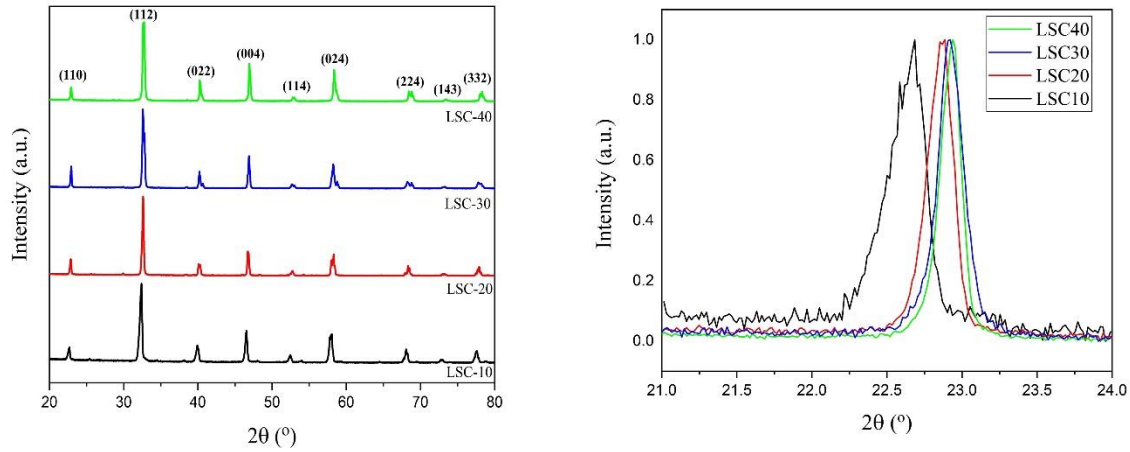 (112)
(110)
(022)
(004)
(114)
(024)
(224)
(143)
(332)
LSC-40
LSC-30
LSC-20
LSC-10
Intensity (a.u.)
20 30 40 50 60 70 80
2θ (º)
LSC40
LSC30
LSC20
LSC10
Intensity (a.u.)
1.0
0.8
0.6
0.4
0.2
0.0
21.0 21.5 22.0 22.5 23.0 23.5 24.0
2θ (º)